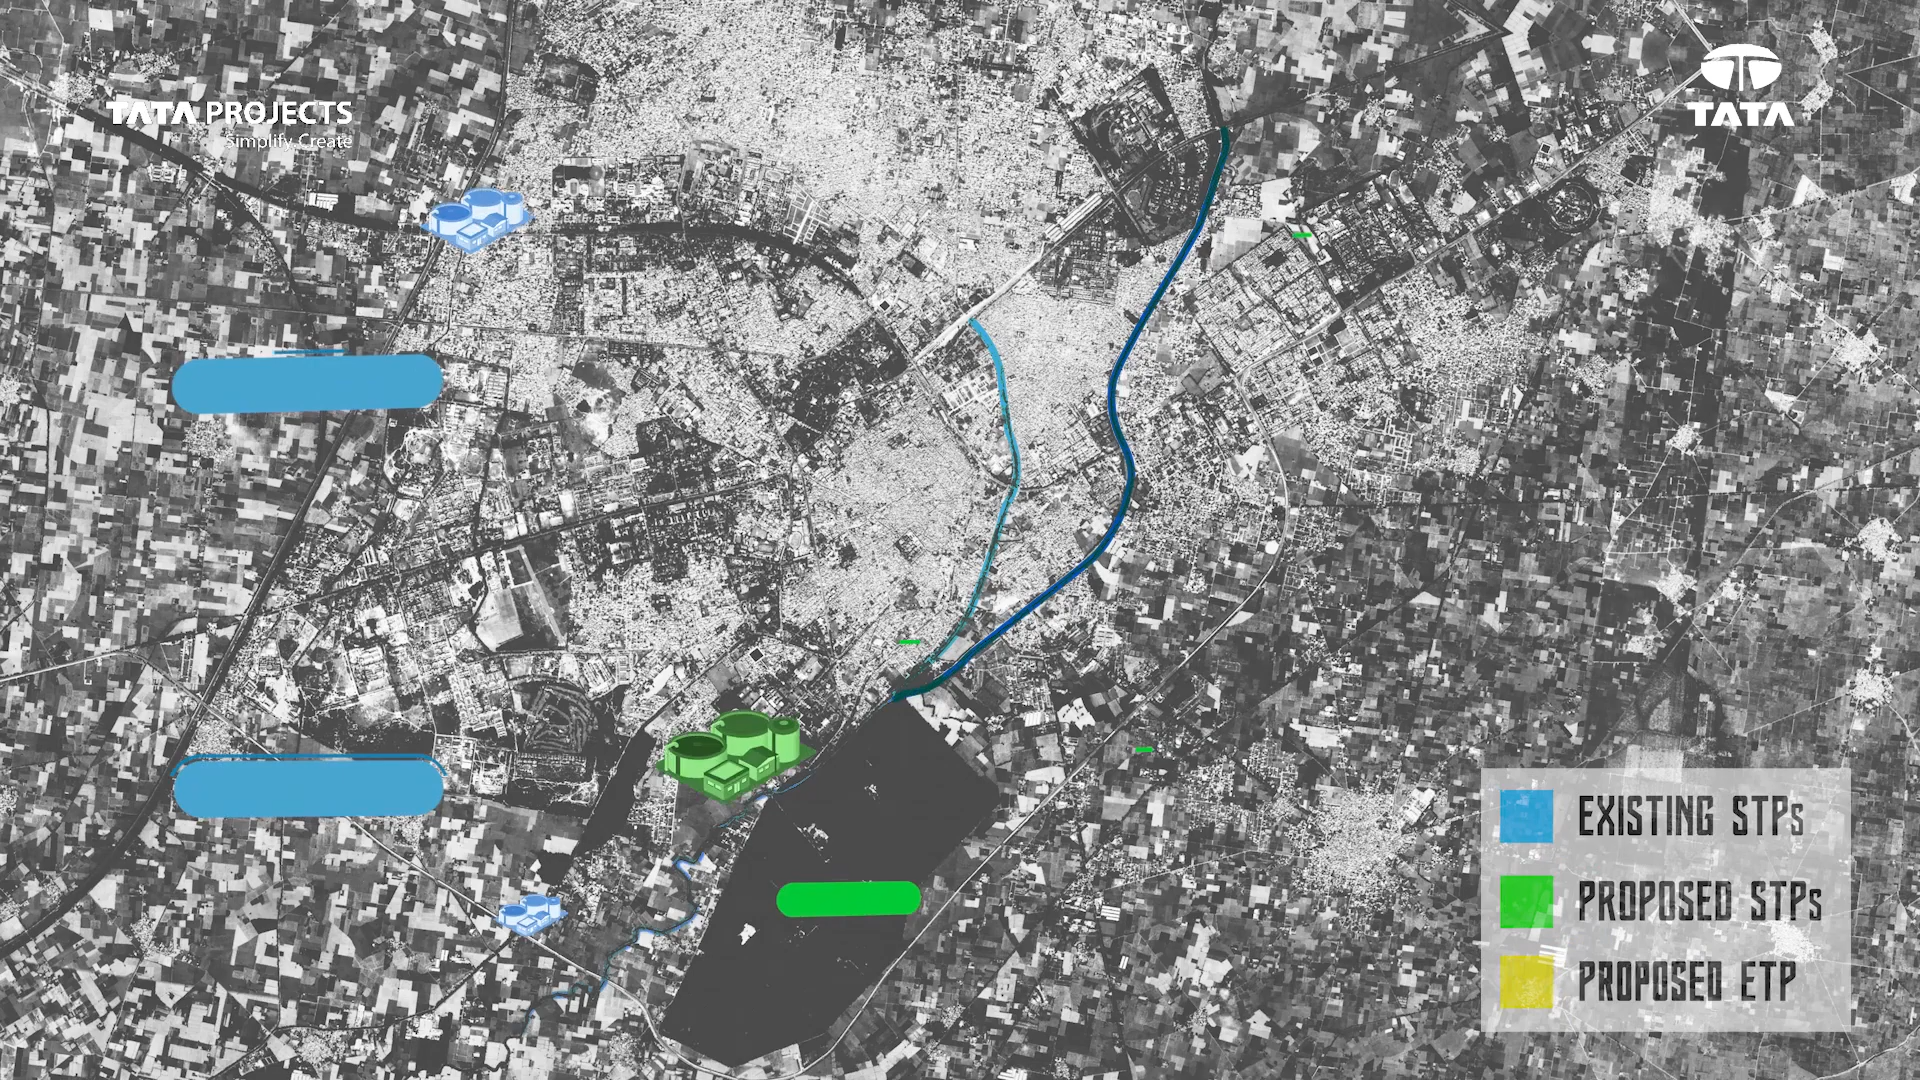 TATA PROJECTS
Simplify.Create
TATA
EXISTING STPs
PROPOSED STPs
PROPOSED ETP